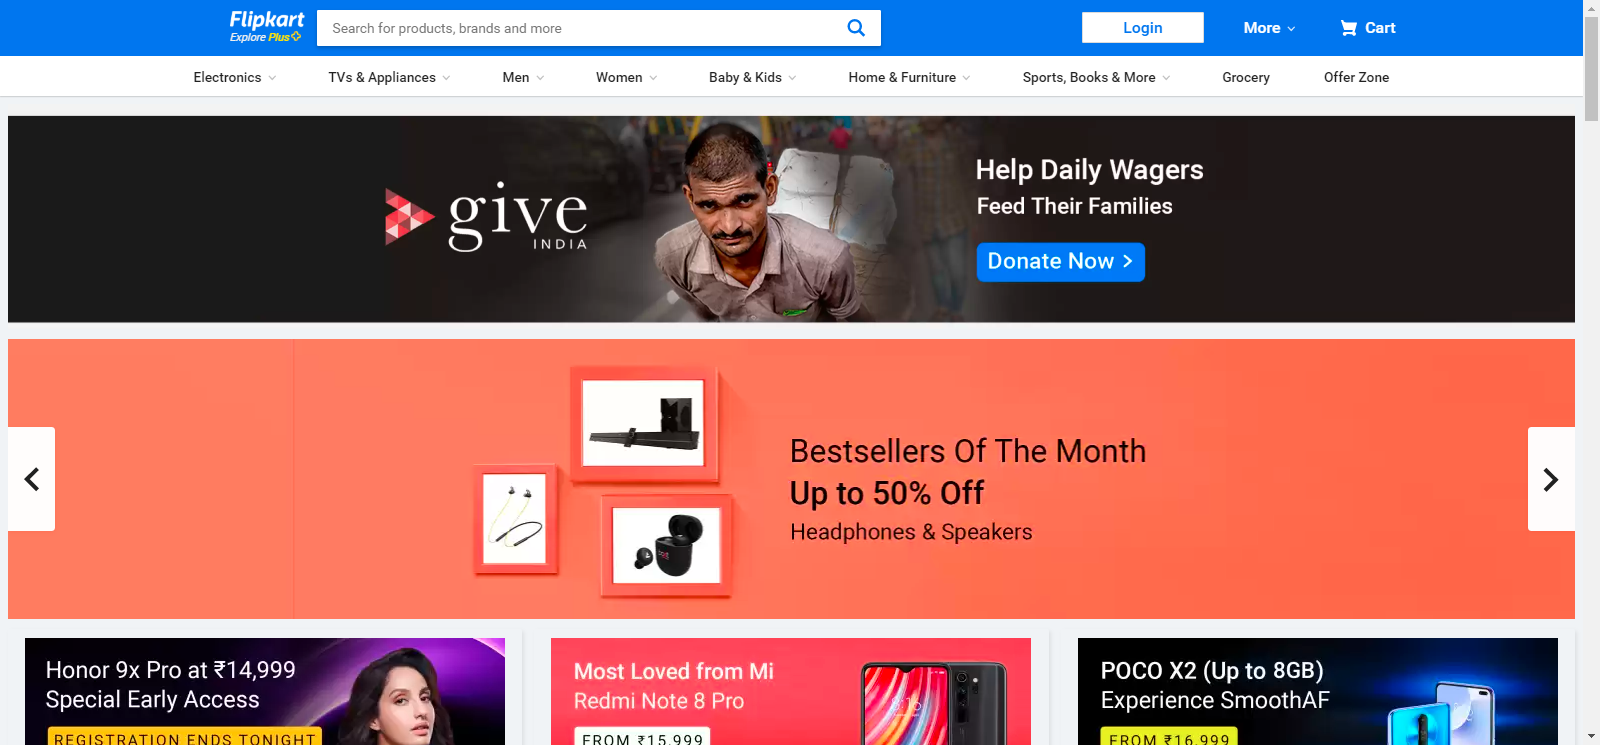 Flipkart
Explore Plus
Search for products, brands and more
Login
More
Cart
Electronics
TVs & Appliances
Men
Women
Baby & Kids
Home & Furniture
Sports, Books & More
Grocery
Offer Zone
give
INDIA
Help Daily Wagers
Feed Their Families
Donate Now >
Bestsellers Of The Month
Up to 50% Off
Headphones & Speakers
Honor 9x Pro at ₹14,999
Special Early Access
REGISTRATION ENDS TONIGHT
Most Loved from Mi
Redmi Note 8 Pro
FROM ₹15,999
POCO X2 (Up to 8GB)
Experience SmoothAF
FROM ₹16,999